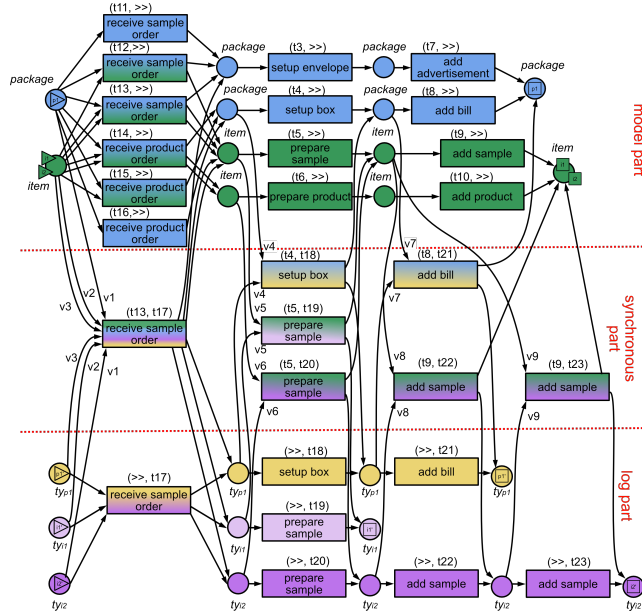 (t11, >>)
receive sample
order
(t12,>>)
receive sample
order
(t13, >>)
receive sample
order
(t14, >>)
receive product
order
(t15, >>)
receive product
order
(t16,>>)
receive product
order
package
p1
item
package
(t3, >>)
setup envelope
package
(t7, >>)
add
advertisement
package
p1
package
(t4, >>)
setup box
package
(t8, >>)
add bill
item
(t5, >>)
prepare
sample
item
(t9, >>)
add sample
item
i1
i2
item
(t6, >>)
prepare product
item
(t10, >>)
add product
model part
v3
v2
v1
v4
(t4, t18)
setup box
v4
v7
(t8, t21)
add bill
v7
(t13, t17)
receive sample
order
v5
(t5, t19)
prepare
sample
v5
v3
v2
v1
v6
(t5, t20)
prepare
sample
v6
v8
(t9, t22)
add sample
v8
v9
(t9, t23)
add sample
v9
synchronous
part
typ1
(>>, t17)
receive sample
order
typ1
(>>, t18)
setup box
typ1
(>>, t21)
add bill
typ1
tyi1
tyi1
(>>, t19)
prepare
sample
tyi1
tyi2
tyi2
(>>, t20)
prepare
sample
tyi2
(>>, t22)
add sample
tyi2
(>>, t23)
add sample
tyi2
log part